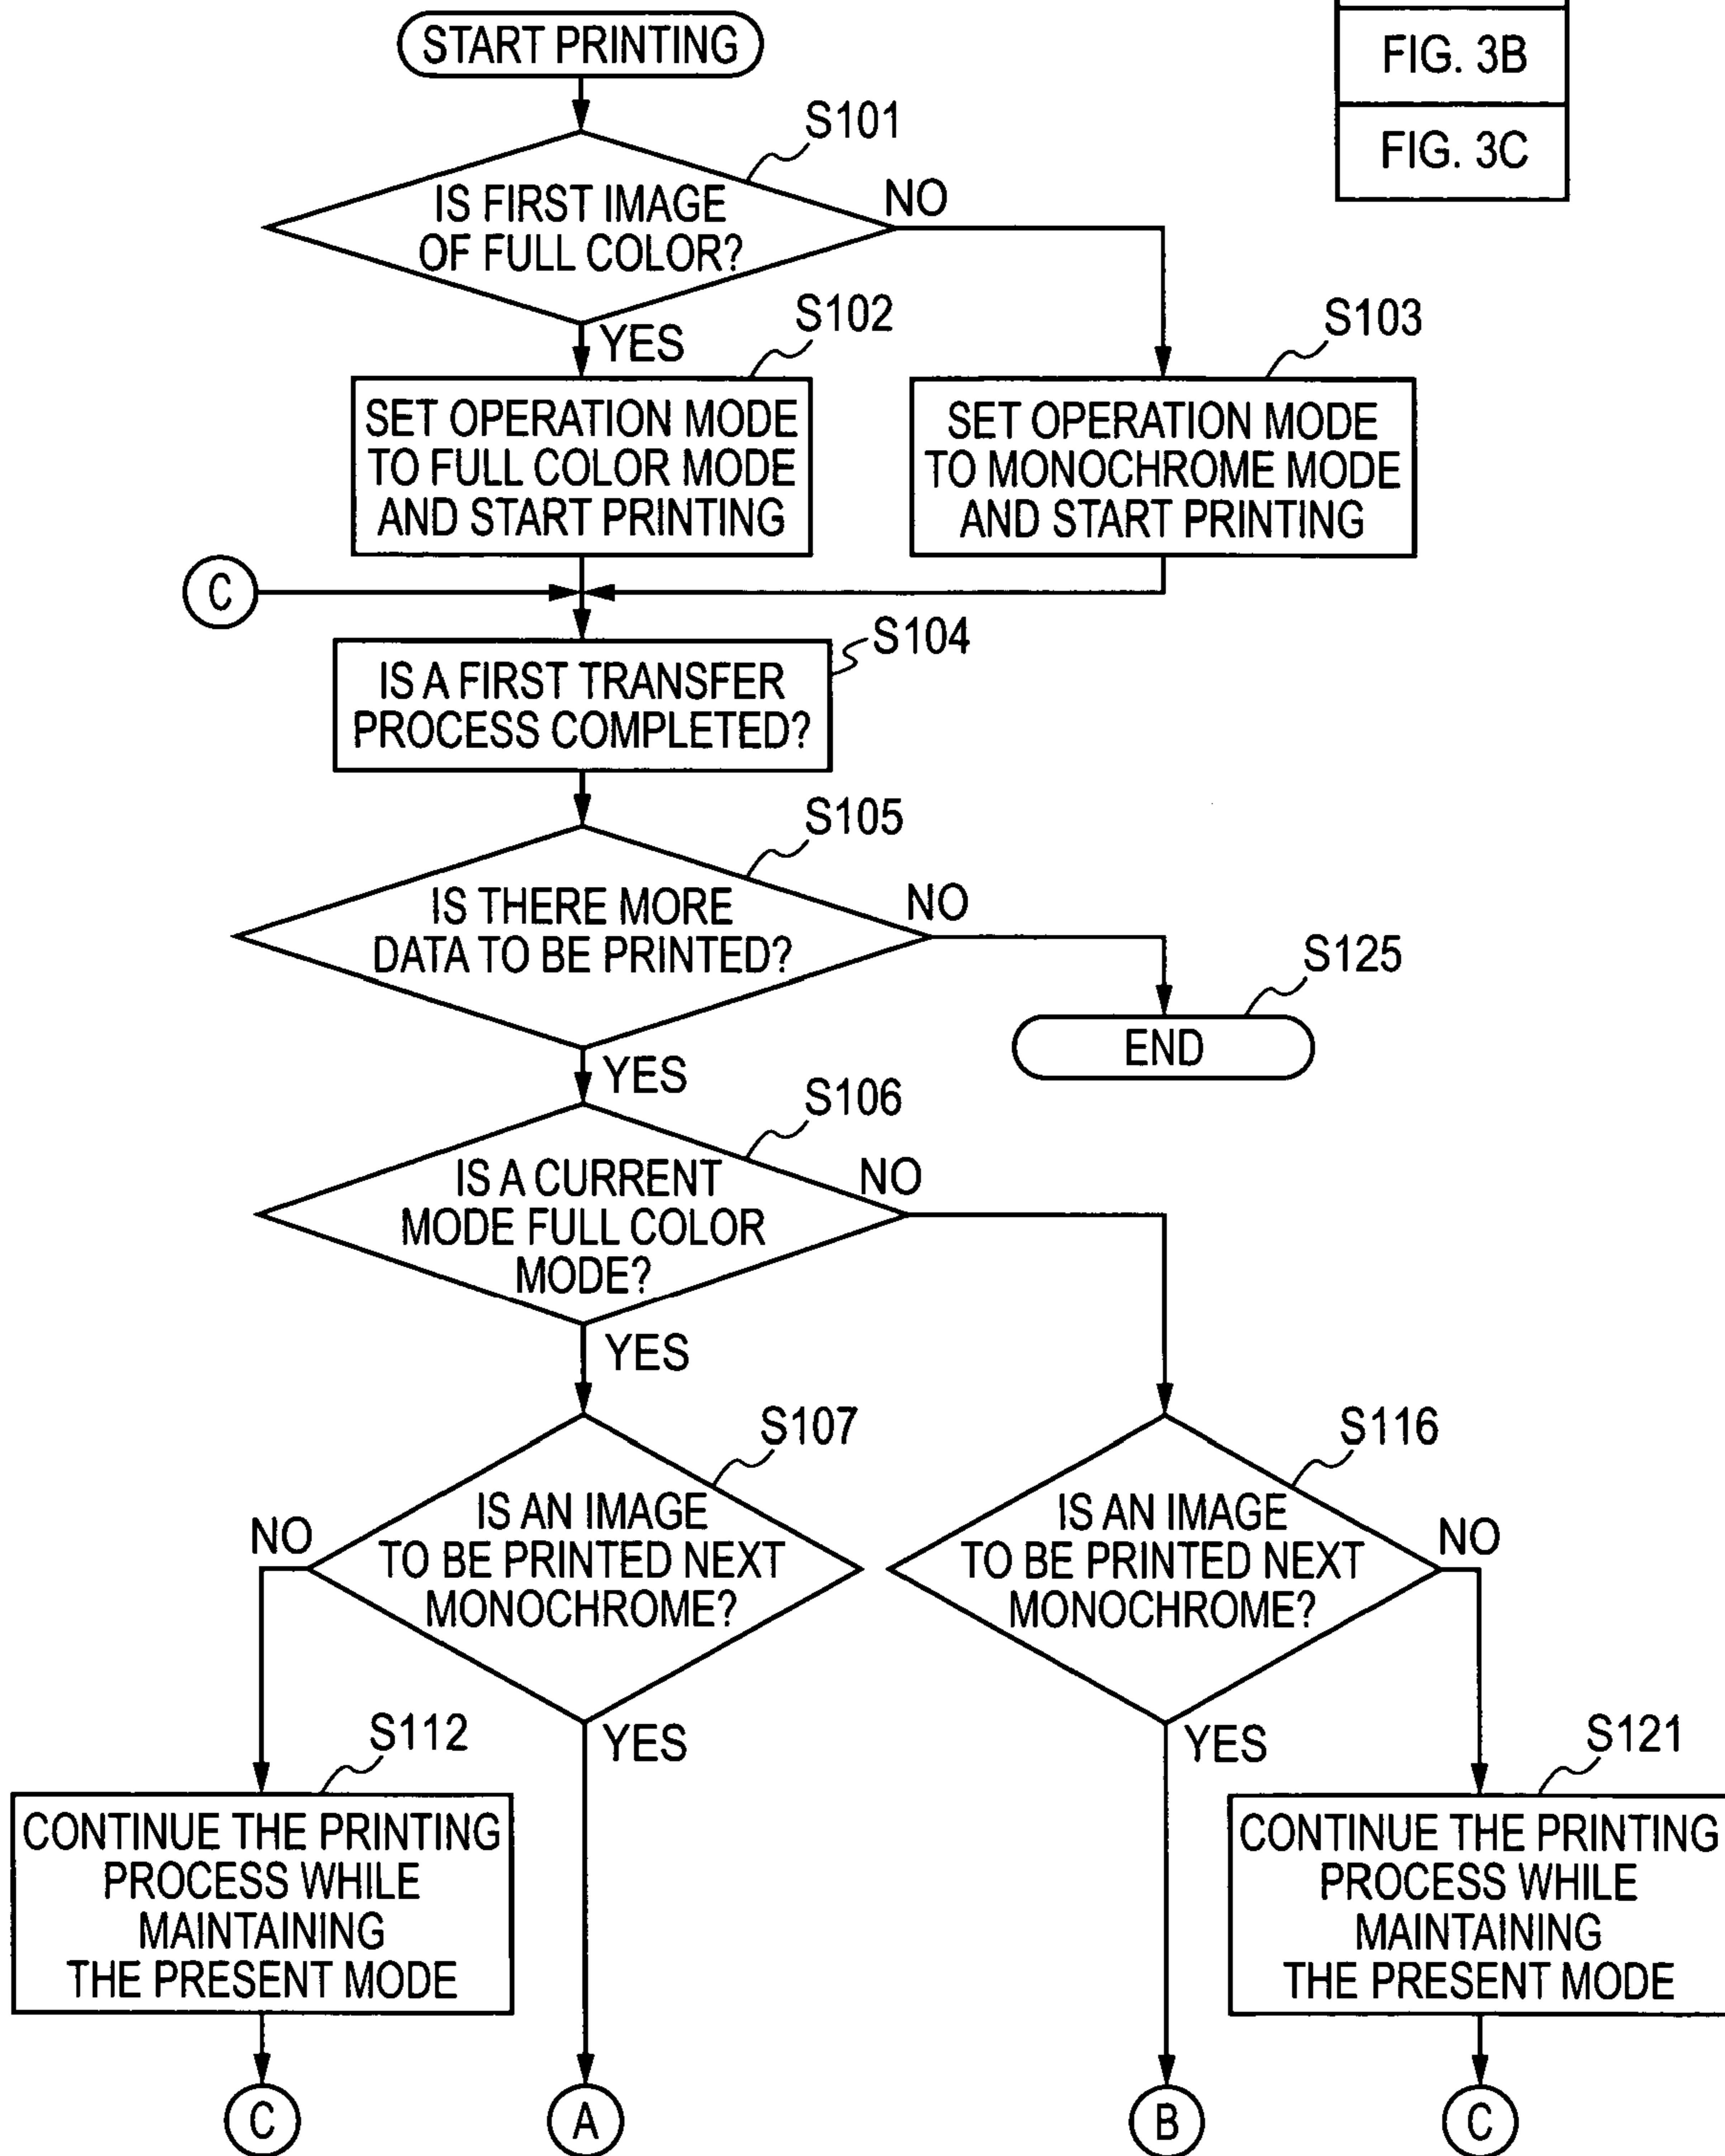 FIG. 3B
FIG. 3C
START PRINTING
S101
IS FIRST IMAGE
OF FULL COLOR?
NO
YES
S102
SET OPERATION MODE
TO FULL COLOR MODE
AND START PRINTING
S103
SET OPERATION MODE
TO MONOCHROME MODE
AND START PRINTING
C
S104
IS A FIRST TRANSFER
PROCESS COMPLETED?
S105
IS THERE MORE
DATA TO BE PRINTED?
NO
S125
END
YES
S106
IS A CURRENT
MODE FULL COLOR
MODE?
NO
YES
S107
IS AN IMAGE
TO BE PRINTED NEXT
MONOCHROME?
NO
YES
S116
IS AN IMAGE
TO BE PRINTED NEXT
MONOCHROME?
NO
YES
S112
CONTINUE THE PRINTING
PROCESS WHILE
MAINTAINING
THE PRESENT MODE
S121
CONTINUE THE PRINTING
PROCESS WHILE
MAINTAINING
THE PRESENT MODE
C
A
B
C